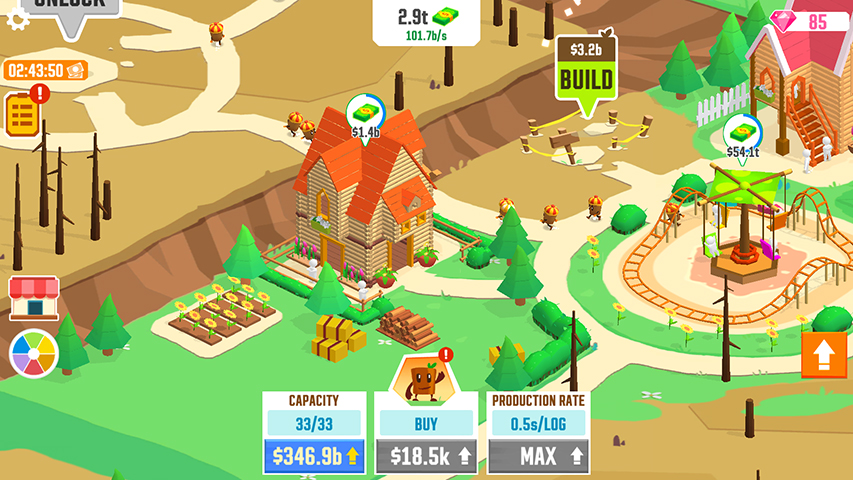 UNLOCK
2.9t
101.7b/s
85
02:43:50
!
$3.2b
BUILD
$1.4b
$54.1t
!
CAPACITY
33/33
$346.9b
BUY
$18.5k
PRODUCTION RATE
0.5s/LOG
MAX